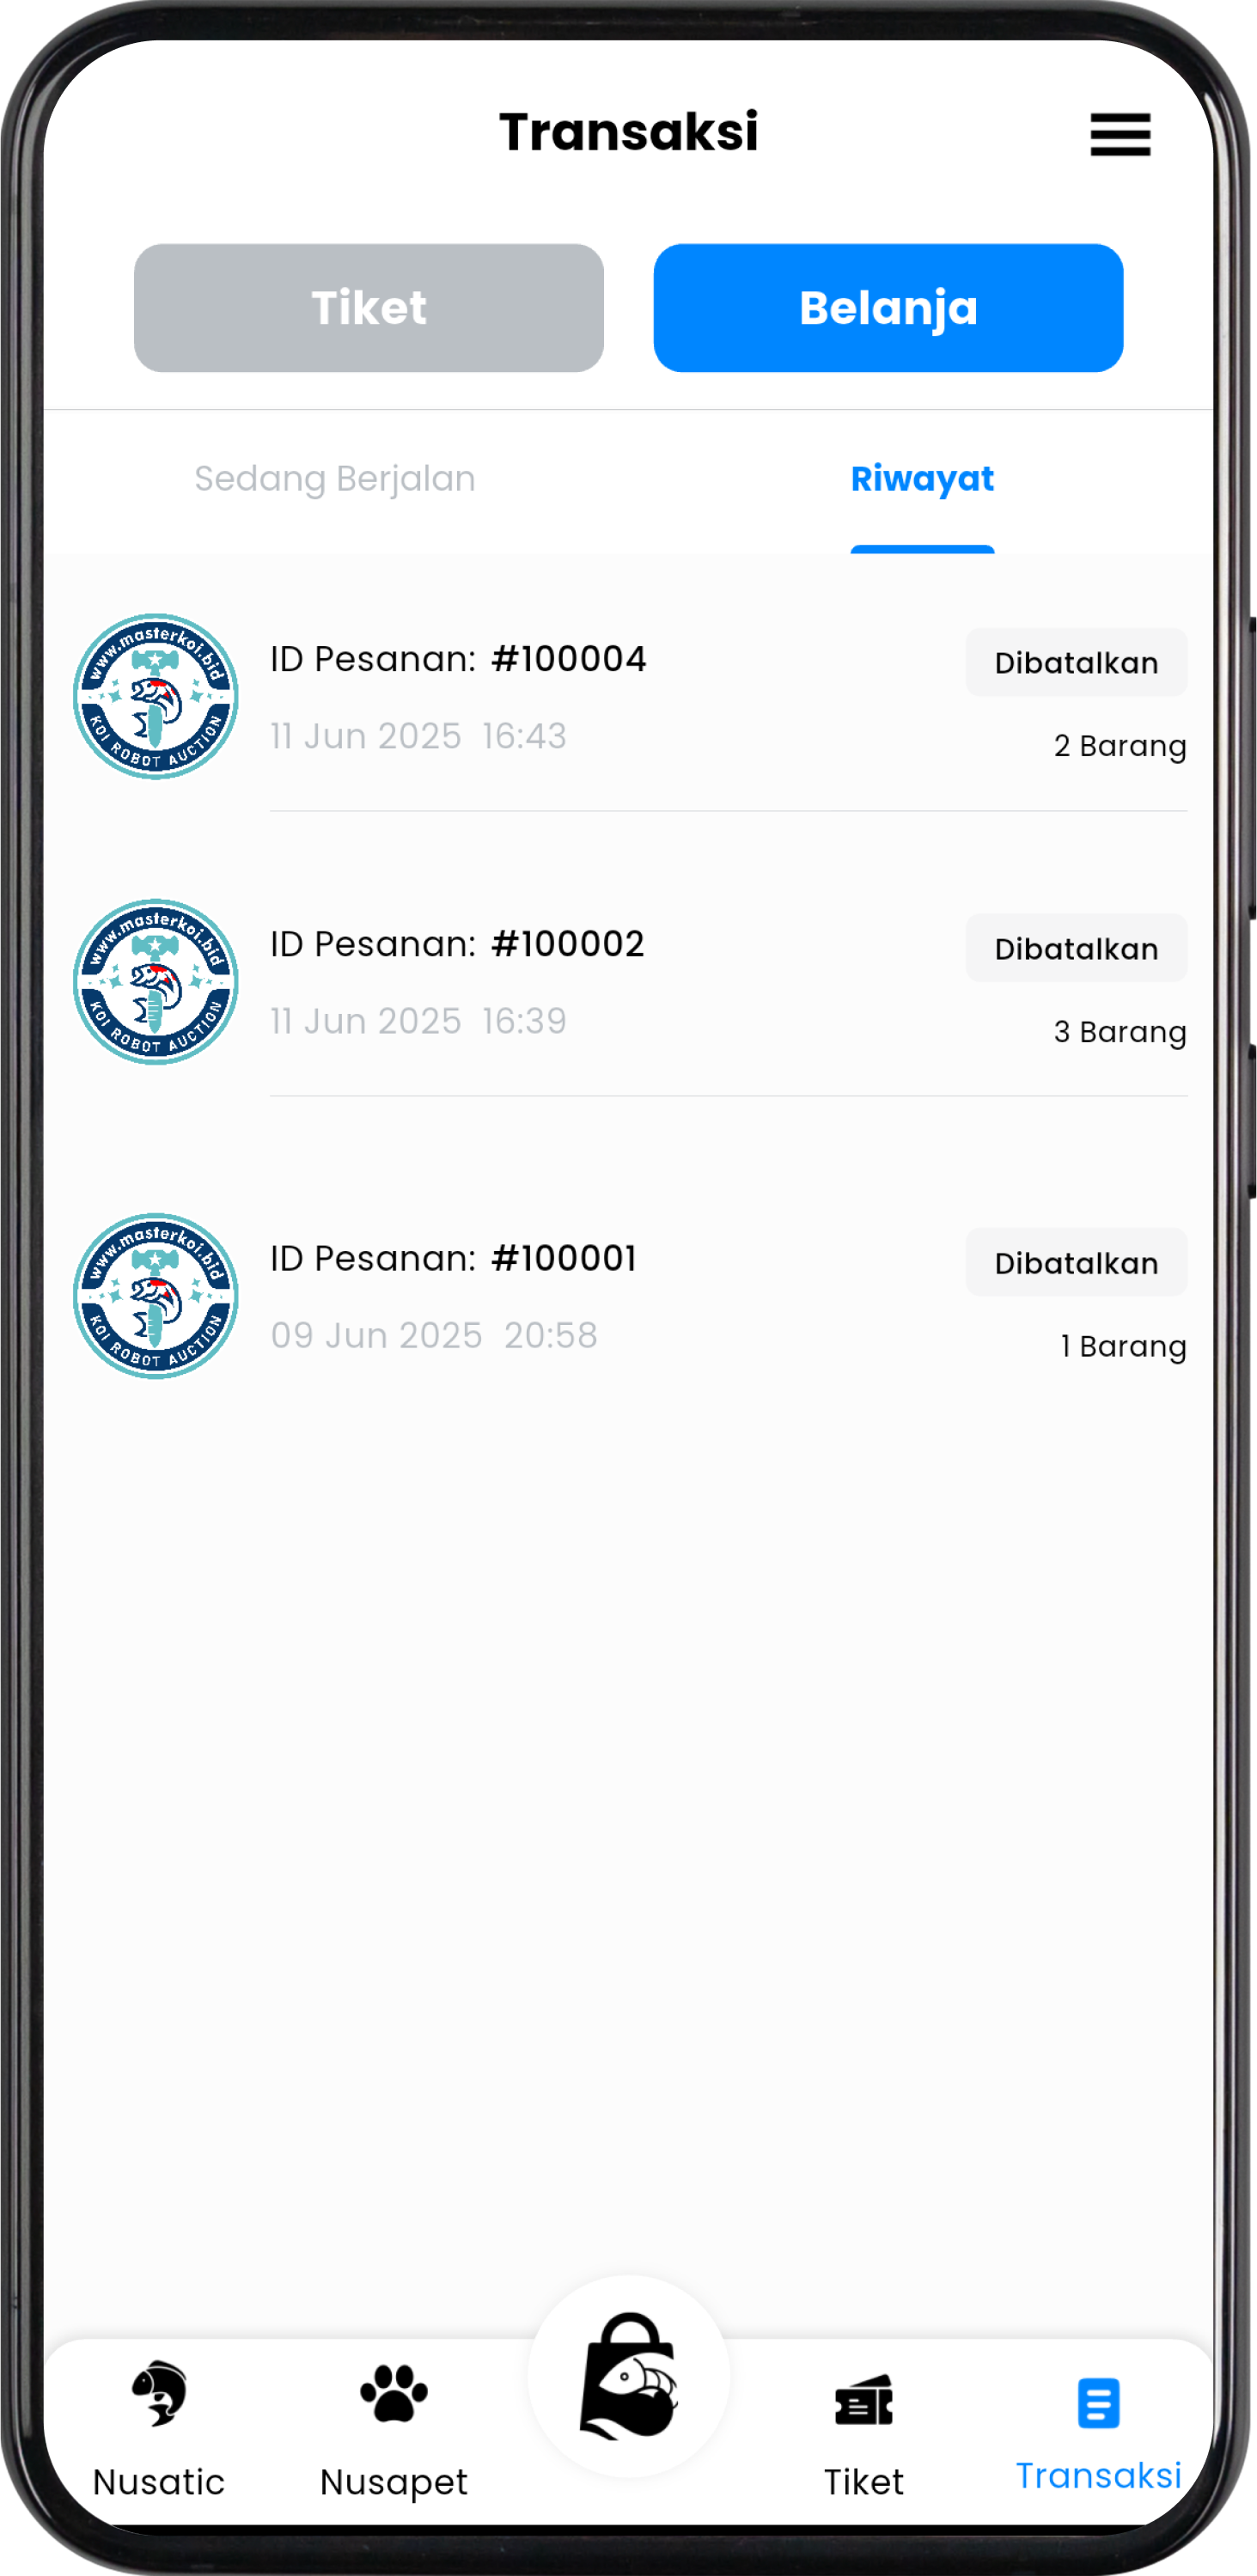 Transaksi
Tiket
Belanja
Sedang Berjalan
Riwayat
www.masterkoi.bid
KOI ROBOT AUCTION
ID Pesanan: #100004
11 Jun 2025 16:43
Dibatalkan
2 Barang
www.masterkoi.bid
KOI ROBOT AUCTION
ID Pesanan: #100002
11 Jun 2025 16:39
Dibatalkan
3 Barang
www.masterkoi.bid
KOI ROBOT AUCTION
ID Pesanan: #100001
09 Jun 2025 20:58
Dibatalkan
1 Barang
Nusatic
Nusapet
Tiket
Transaksi